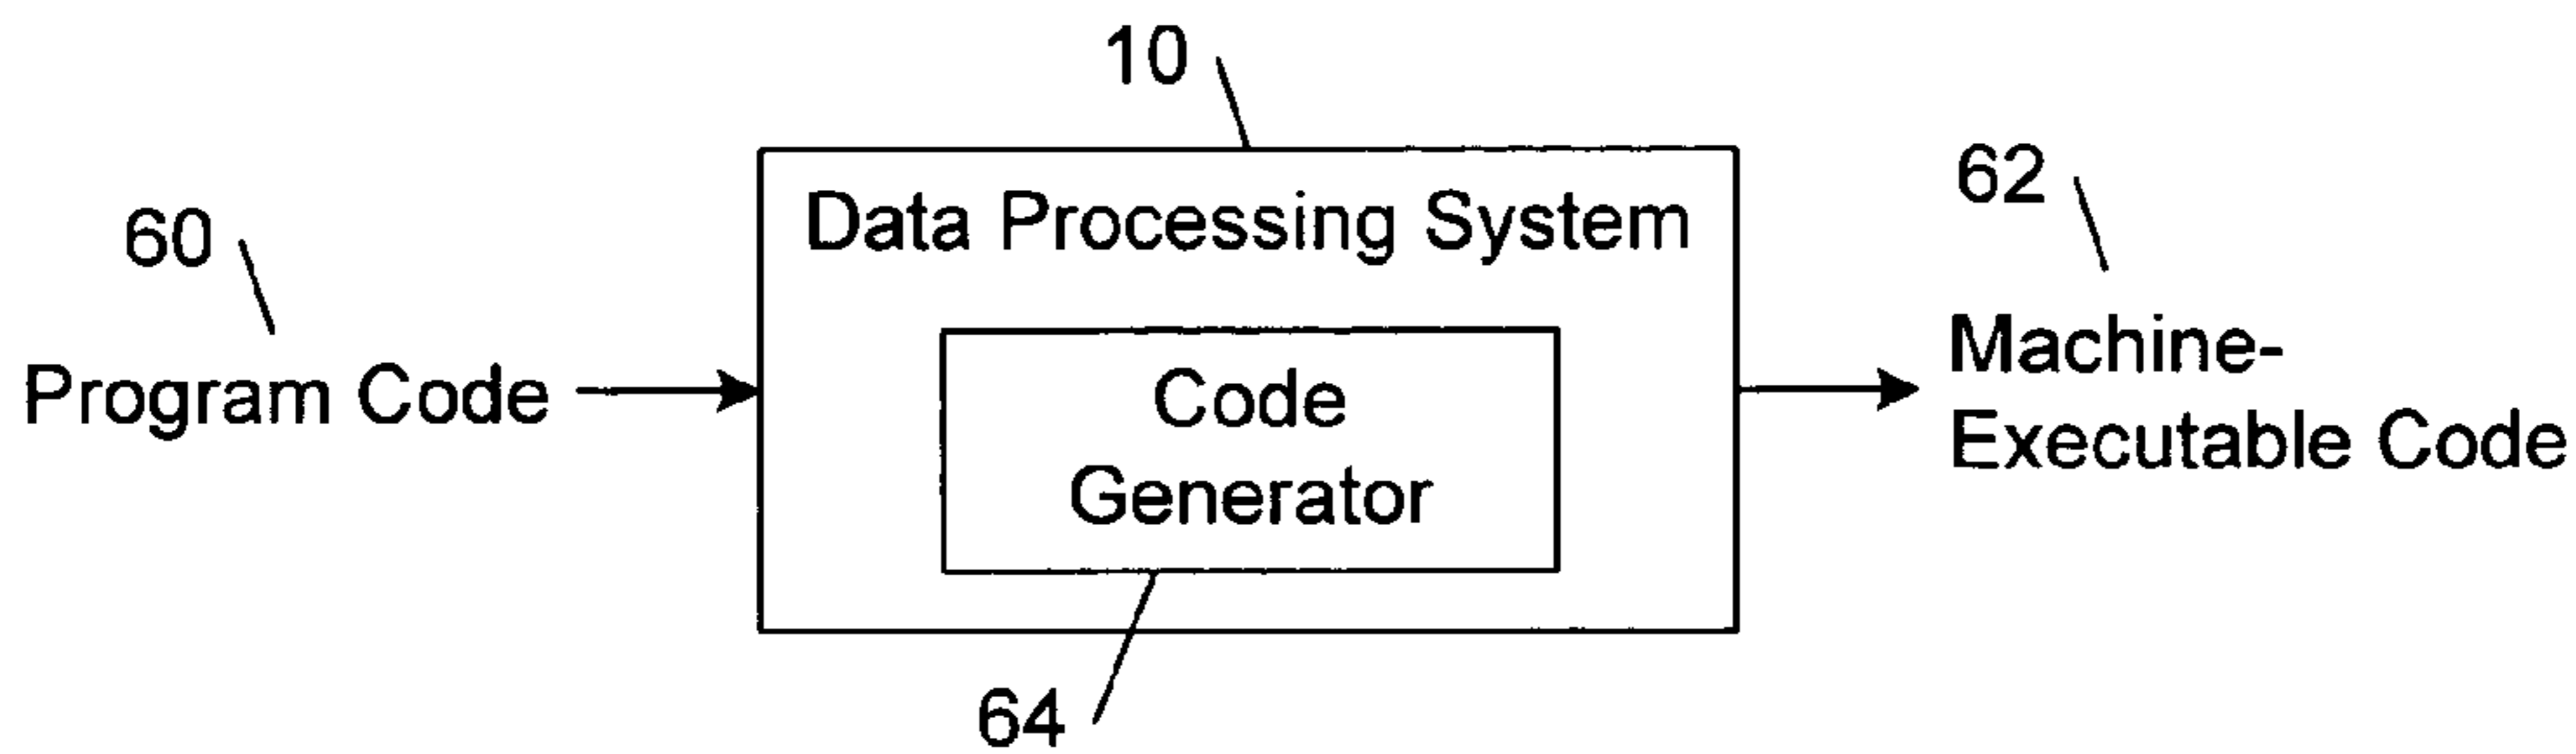 10
Data Processing System
60
Program Code
Code
Generator
64
62
Machine-
Executable Code